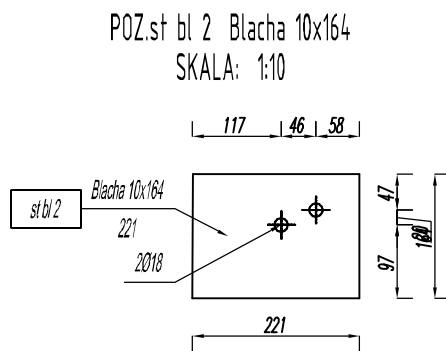 POZ.st bl 2 Blacha 10x164
SKALA: 1:10
117 46 58
st bl 2
Blacha 10x164
221
2Ø18
47
97
221